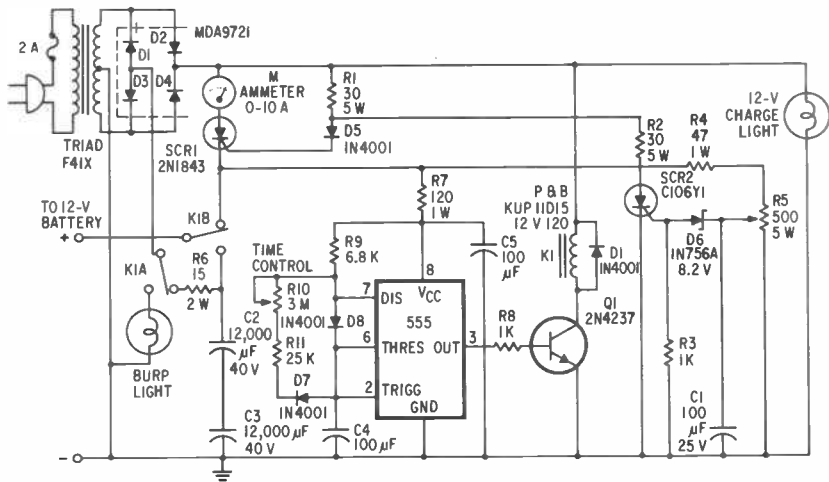 2 A
TRIAD
F41X
D2
D1
D3
D4
+
MDA9721
M
AMMETER
0-10 A
SCR1
2N1843
R1
30
5 W
D5
1N4001
R2
30
5 W
R4
47
1 W
12-V
CHARGE
LIGHT
SCR2
C106Y1
R5
500
5 W
D6
1N756A
8.2 V
TO 12-V
BATTERY
+
K1B
K1A
R6
15
2 W
BURP
LIGHT
C2
12,000
µF
40 V
C3
12,000 µF
40 V
R7
120
1 W
R9
6.8 K
TIME
CONTROL
R10
3 M
1N4001
D8
R11
25 K
D7
1N4001
C4
100 µF
C5
100
µF
8
VCC
7
DIS
555
6
THRES
OUT
3
2
TRIGG
GND
R8
1K
P & B
KUP 11D15
12 V 120
K1
D1
1N4001
Q1
2N4237
R3
1K
C1
100
µF
25 V
-